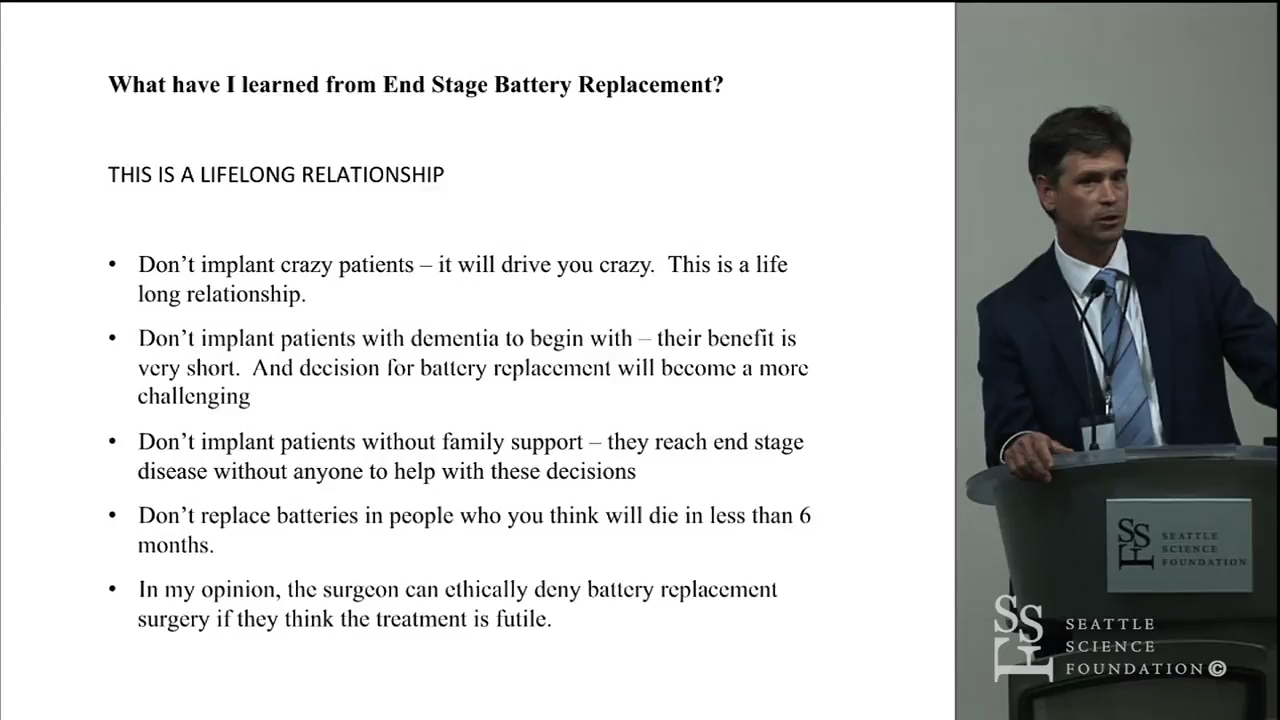 What have I learned from End Stage Battery Replacement?
THIS IS A LIFELONG RELATIONSHIP
• Don’t implant crazy patients – it will drive you crazy. This is a life
long relationship.
• Don’t implant patients with dementia to begin with – their benefit is
very short. And decision for battery replacement will become a more
challenging
• Don’t implant patients without family support – they reach end stage
disease without anyone to help with these decisions
• Don’t replace batteries in people who you think will die in less than 6
months.
• In my opinion, the surgeon can ethically deny battery replacement
surgery if they think the treatment is futile.
SSF
SEATTLE
SCIENCE
FOUNDATION
SSF
SEATTLE
SCIENCE
FOUNDATION©